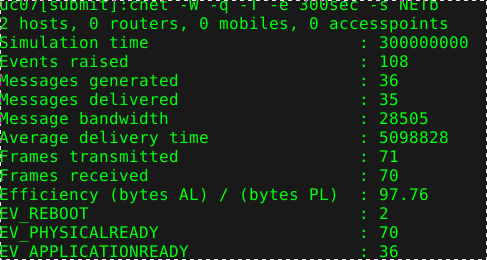 uc07[submit]:cnet -W -q -T -e 300sec -s NETD
2 hosts, 0 routers, 0 mobiles, 0 accesspoints
Simulation time : 300000000
Events raised : 108
Messages generated : 36
Messages delivered : 35
Message bandwidth : 28505
Average delivery time : 5098828
Frames transmitted : 71
Frames received : 70
Efficiency (bytes AL) / (bytes PL) : 97.76
EV_REBOOT : 2
EV_PHYSICALREADY : 70
EV_APPLICATIONREADY : 36